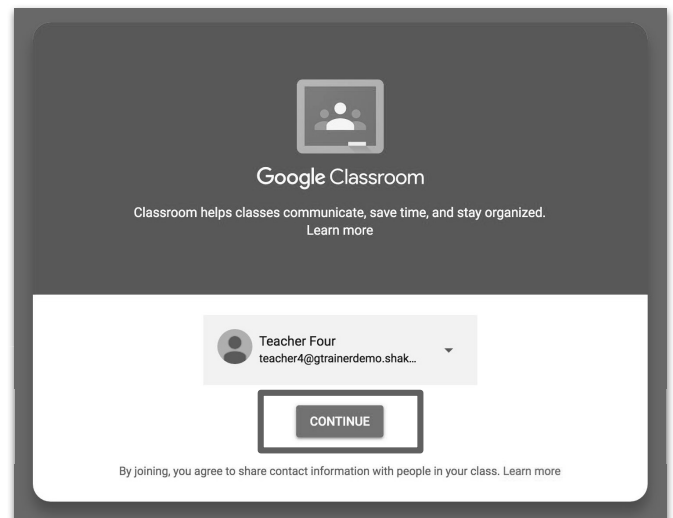 Google Classroom
Classroom helps classes communicate, save time, and stay organized.
Learn more
Teacher Four
teacher4@gtrainerdemo.shak...
CONTINUE
By joining, you agree to share contact information with people in your class. Learn more